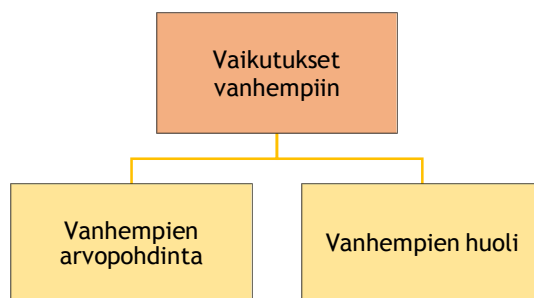 Vaikutukset
vanhempiin
Vanhempien
arvopohdinta
Vanhempien huoli